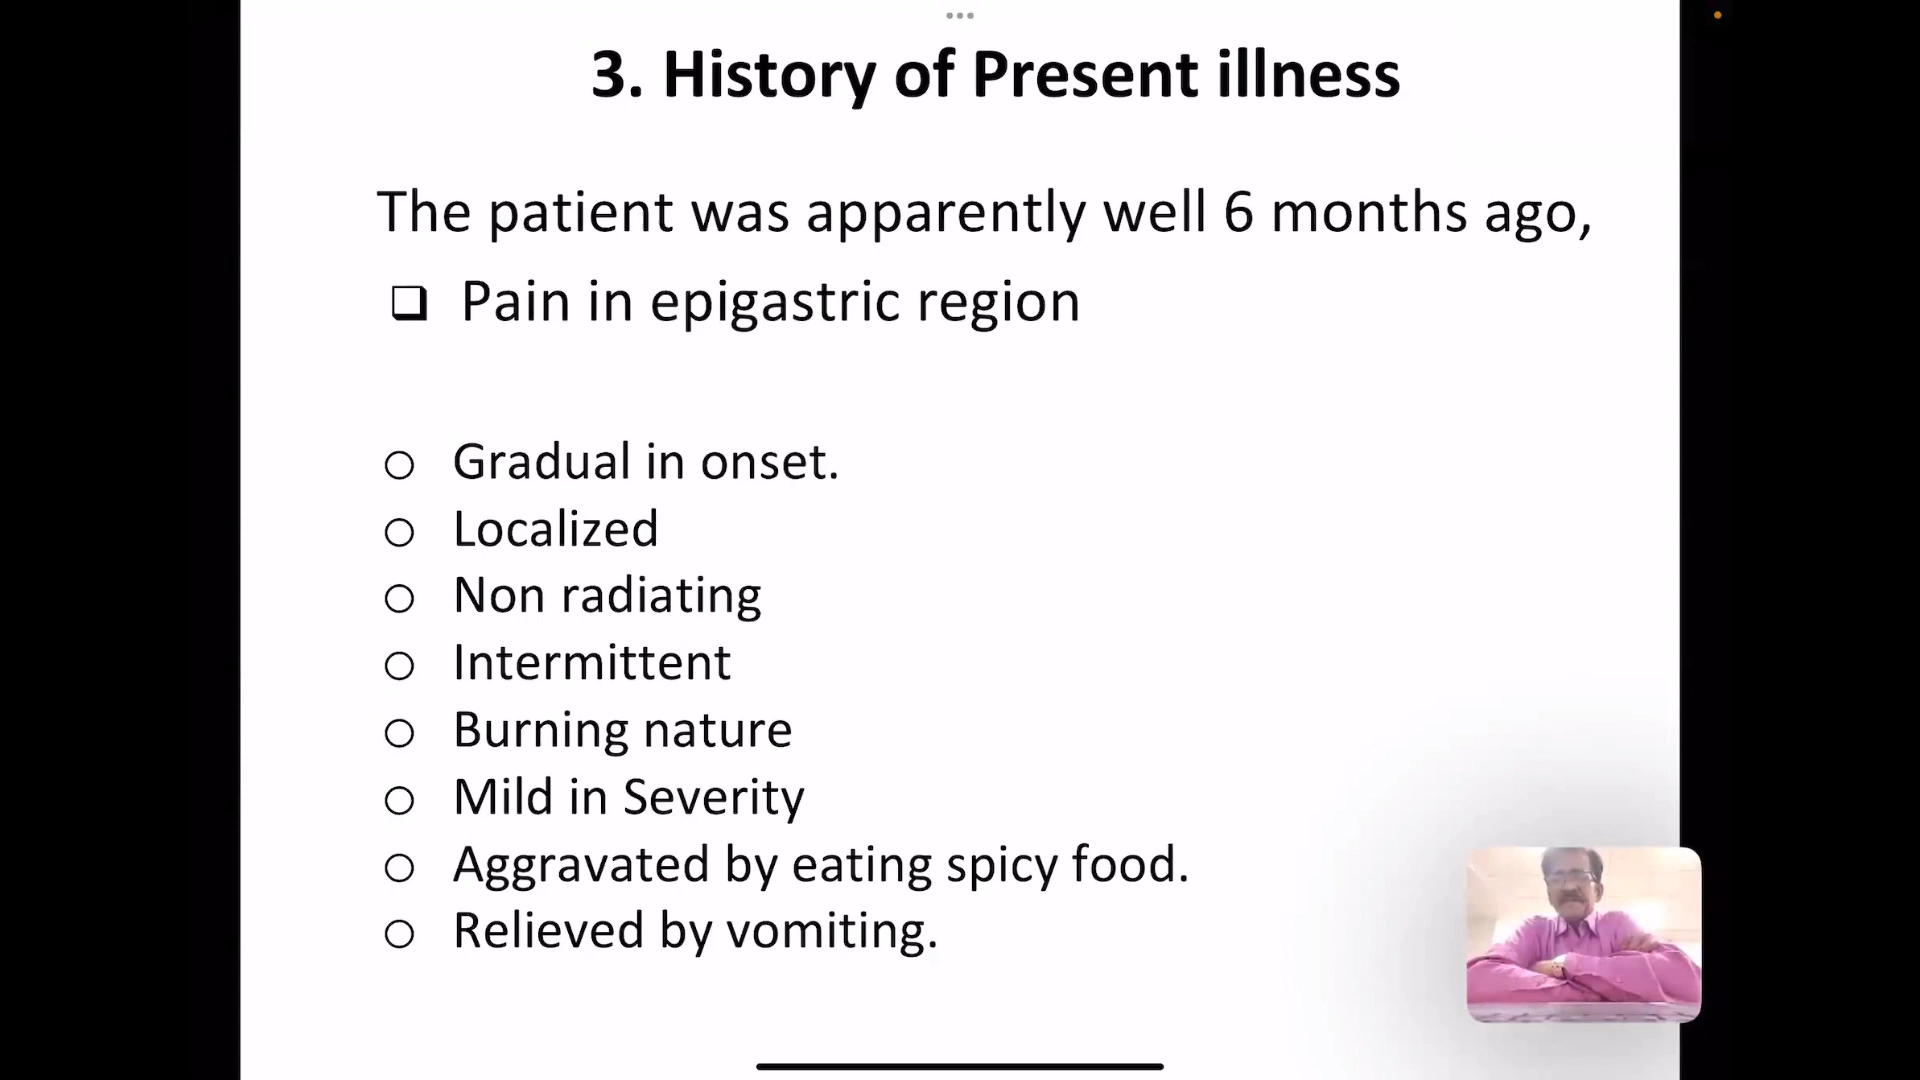 3. History of Present illness
The patient was apparently well 6 months ago,
❑ Pain in epigastric region
○ Gradual in onset.
○ Localized
○ Non radiating
○ Intermittent
○ Burning nature
○ Mild in Severity
○ Aggravated by eating spicy food.
○ Relieved by vomiting.